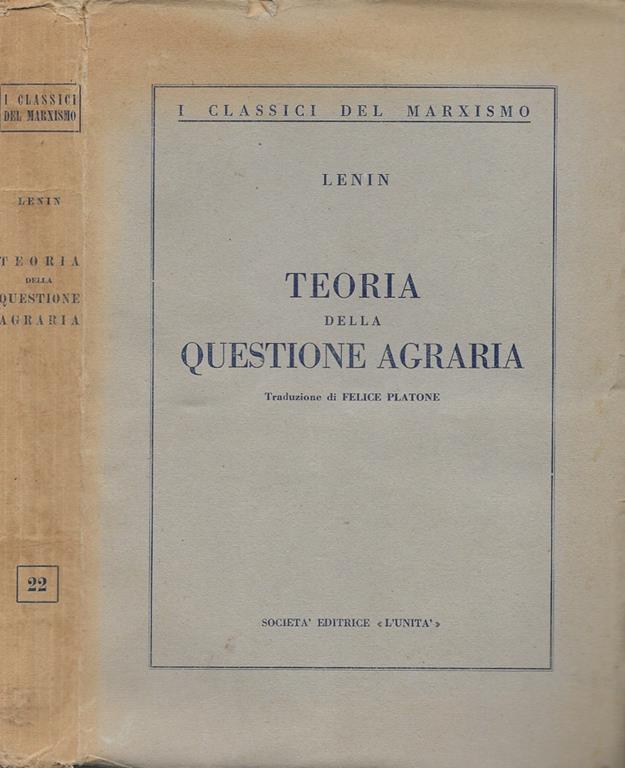 I CLASSICI
DEL MARXISMO
LENIN
TEORIA
DELLA
QUESTIONE
AGRARIA
22
I CLASSICI DEL MARXISMO
LENIN
TEORIA
DELLA
QUESTIONE AGRARIA
Traduzione di FELICE PLATONE
SOCIETA' EDITRICE «L'UNITA'»